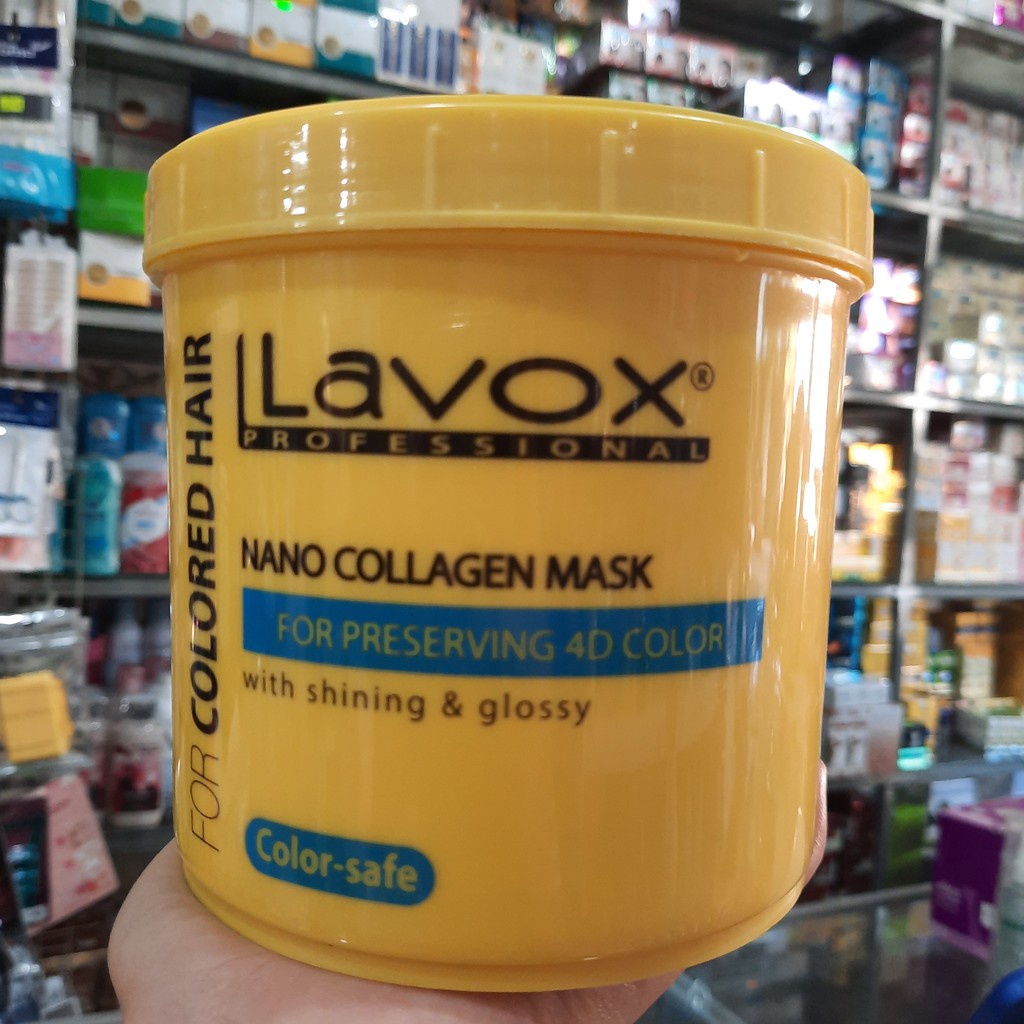 Lavox®
PROFESSIONAL
FOR COLORED HAIR
NANO COLLAGEN MASK
FOR PRESERVING 4D COLOR
with shining & glossy
Color-safe